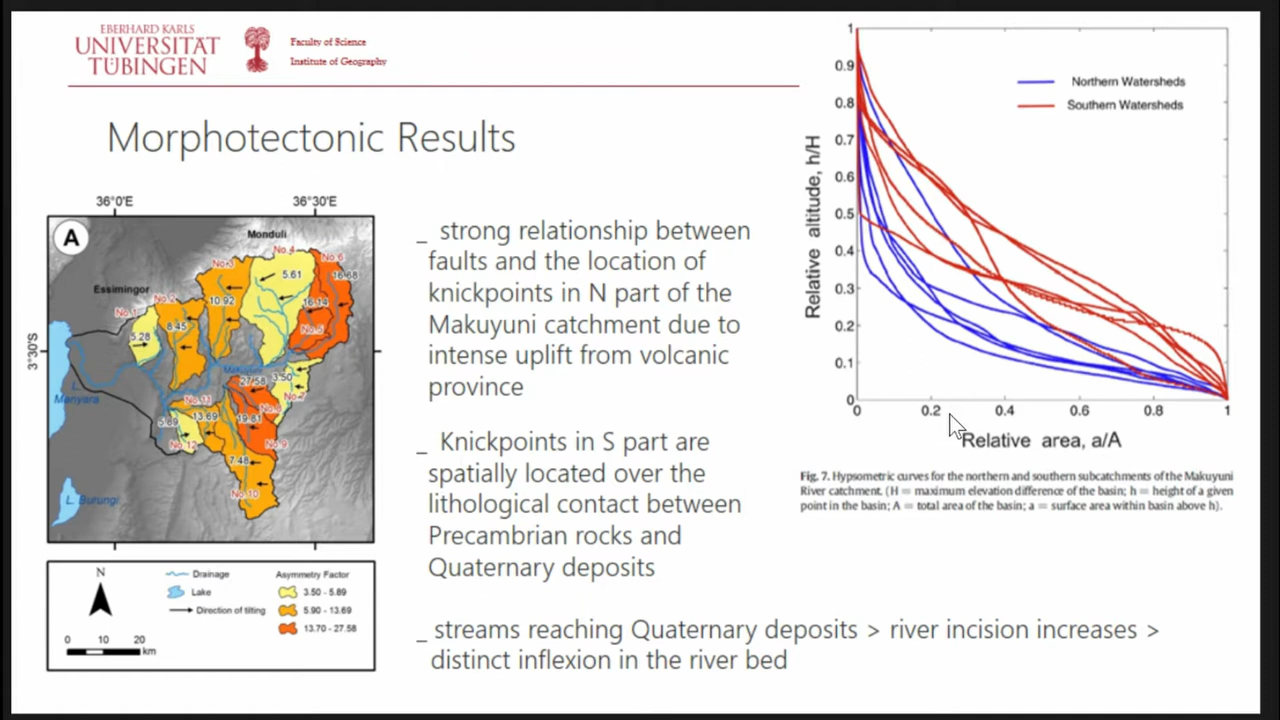 EBERHARD KARLS
UNIVERSITÄT
TÜBINGEN
Faculty of Science
Institute of Geography
Morphotectonic Results
36°0'E
36°30'E
3°30'S
A
Monduli
Essimingor
No.4
No.6
No.2
No.1
5.61
16.68
10.92
16.14
8.45
5.28
No.5
Makuyuni
27.58
3.50
No.7
L.
Manyara
No.11
13.69
19.81
5.89
No.12
No.9
7.48
No.10
L. Burungi
N
0 10 20
km
Drainage
Lake
Direction of tilting
Asymmetry Factor
3.50 - 5.89
5.90 - 13.69
13.70 - 27.58
_ strong relationship between
faults and the location of
knickpoints in N part of the
Makuyuni catchment due to
intense uplift from volcanic
province
_ Knickpoints in S part are
spatially located over the
lithological contact between
Precambrian rocks and
Quaternary deposits
_ streams reaching Quaternary deposits > river incision increases >
distinct inflexion in the river bed
Northern Watersheds
Southern Watersheds
Relative altitude, h/H
1
0.9
0.8
0.7
0.6
0.5
0.4
0.3
0.2
0.1
0
0 0.2 0.4 0.6 0.8 1
Relative area, a/A
Fig. 7. Hypsometric curves for the northern and southern subcatchments of the Makuyuni
River catchment. (H = maximum elevation difference of the basin; h = height of a given
point in the basin; A = total area of the basin; a = surface area within basin above h).